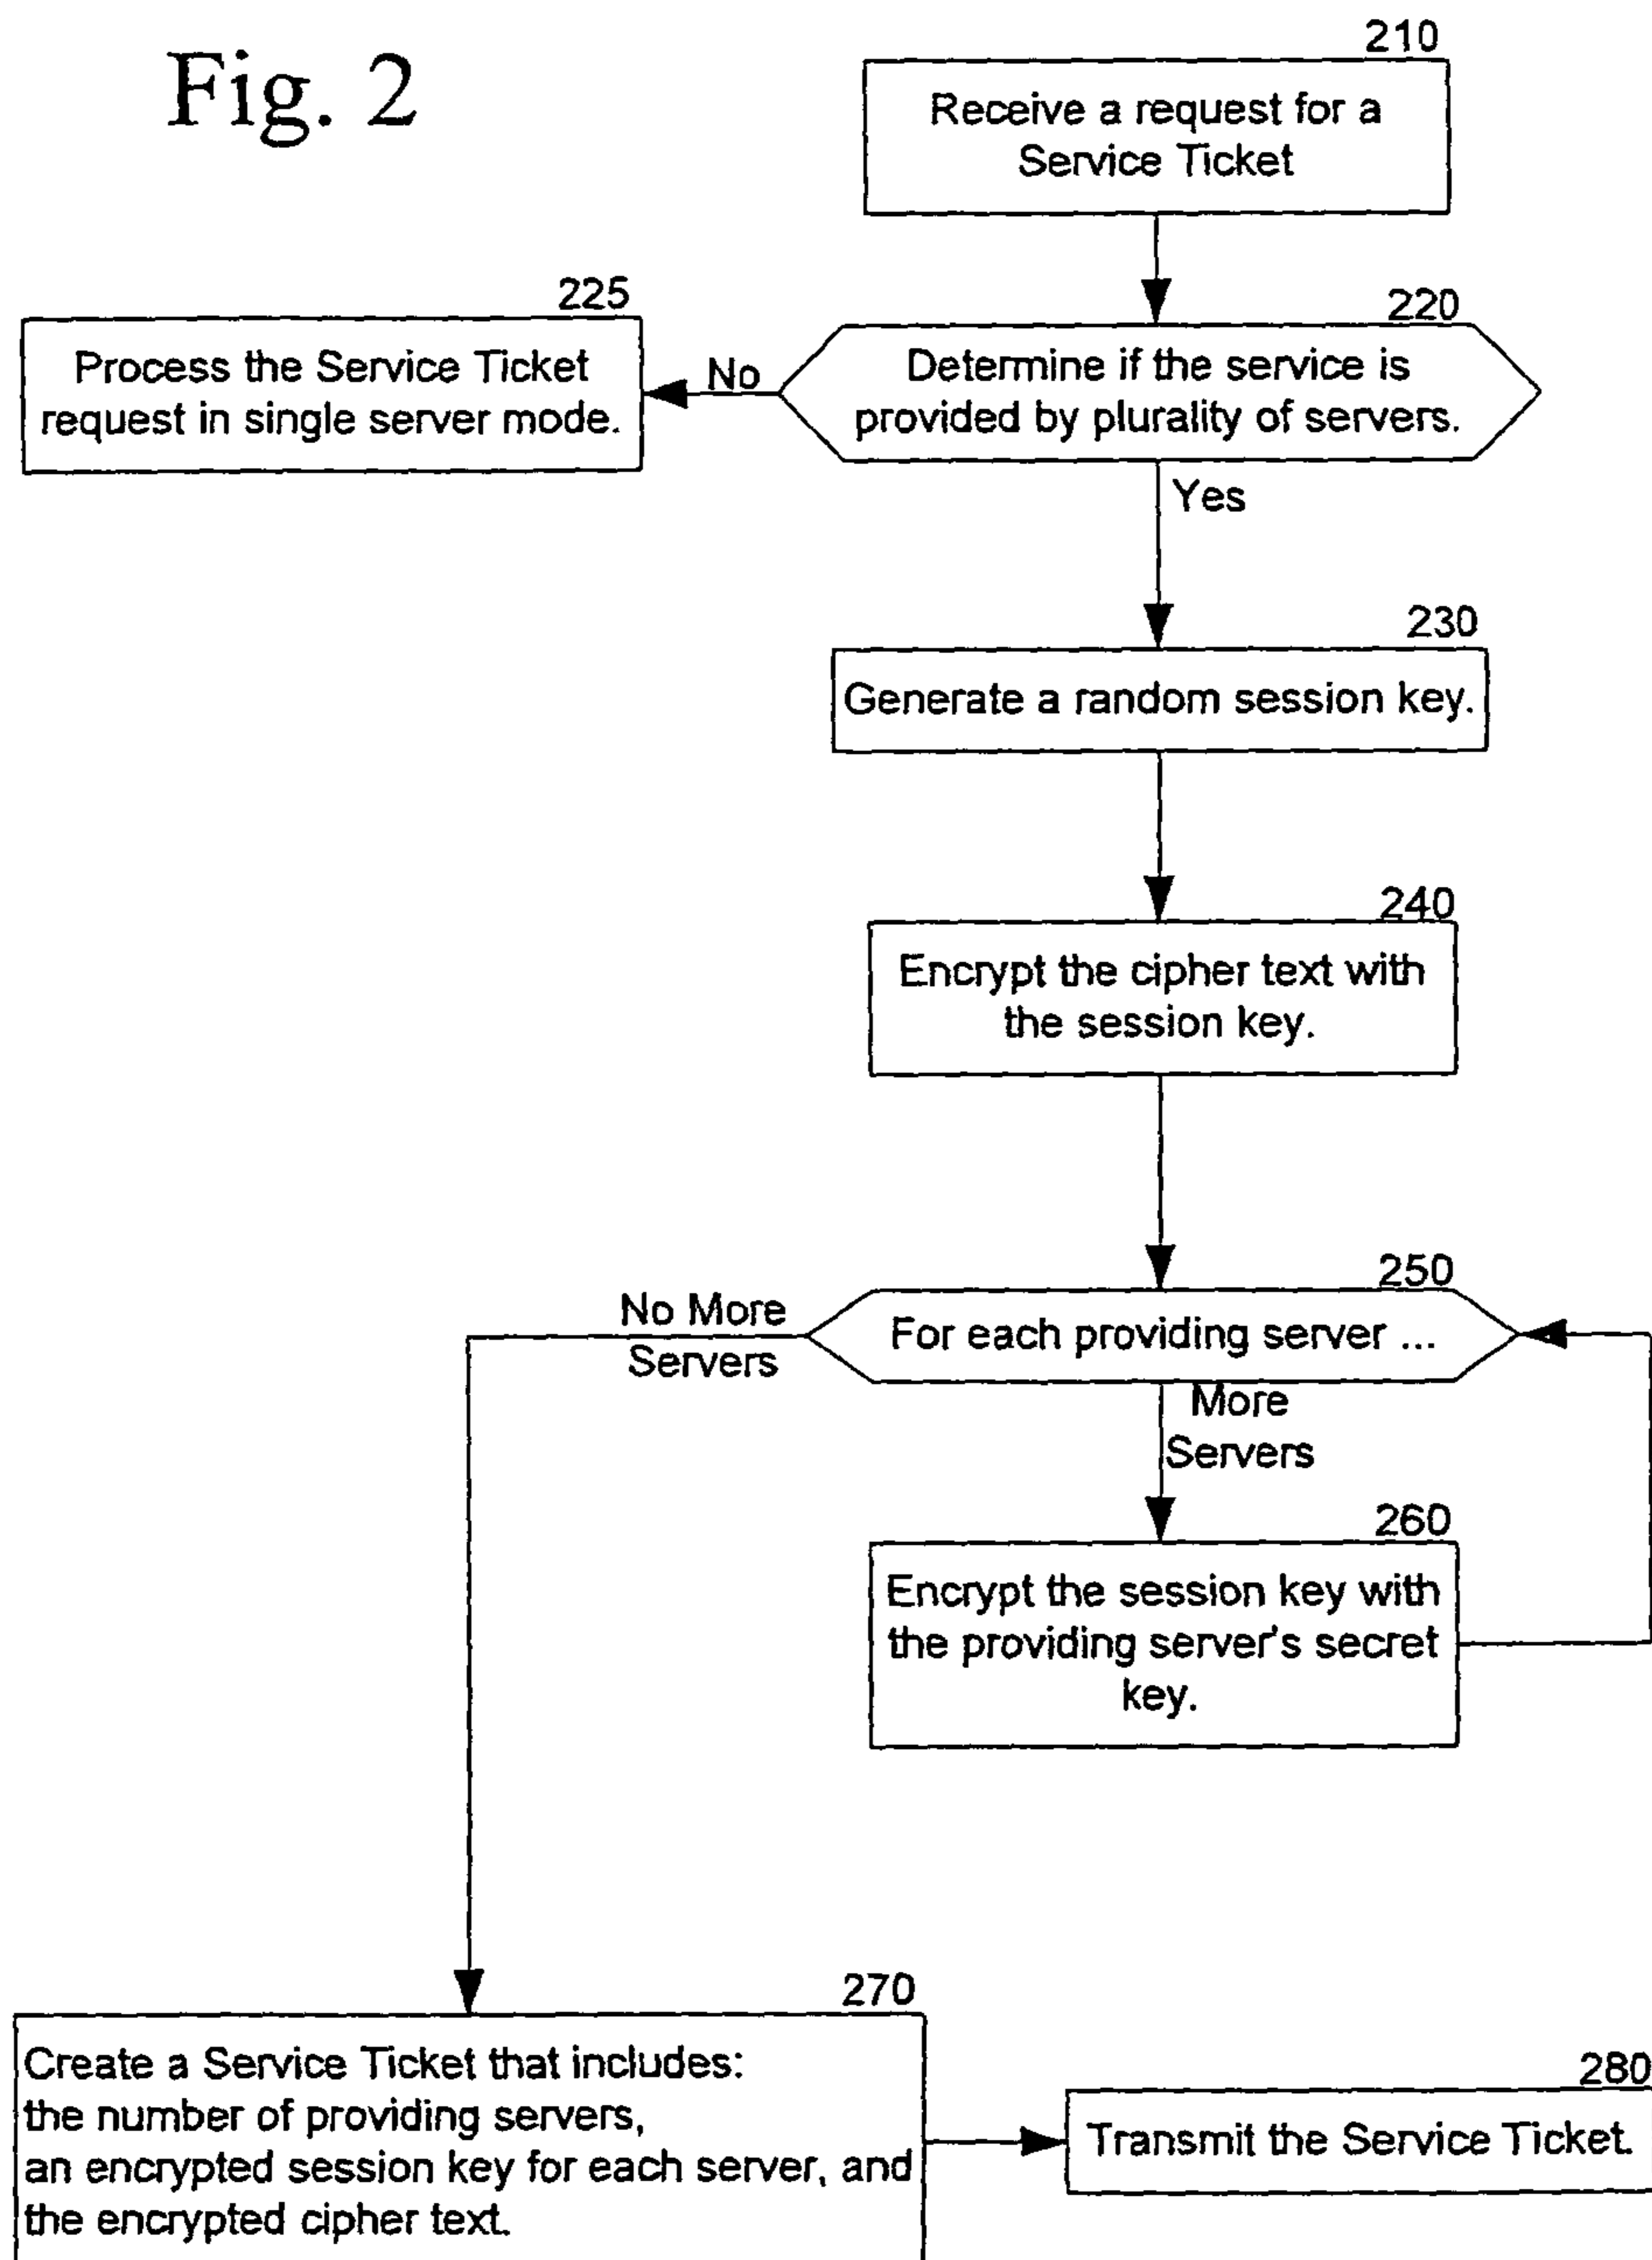 Fig. 2
210
Receive a request for a
Service Ticket
225
Process the Service Ticket
request in single server mode.
No
220
Determine if the service is
provided by plurality of servers.
Yes
230
Generate a random session key.
240
Encrypt the cipher text with
the session key.
250
For each providing server ...
No More
Servers
More
Servers
260
Encrypt the session key with
the providing server's secret
key.
270
Create a Service Ticket that includes:
the number of providing servers,
an encrypted session key for each server, and
the encrypted cipher text.
280
Transmit the Service Ticket.